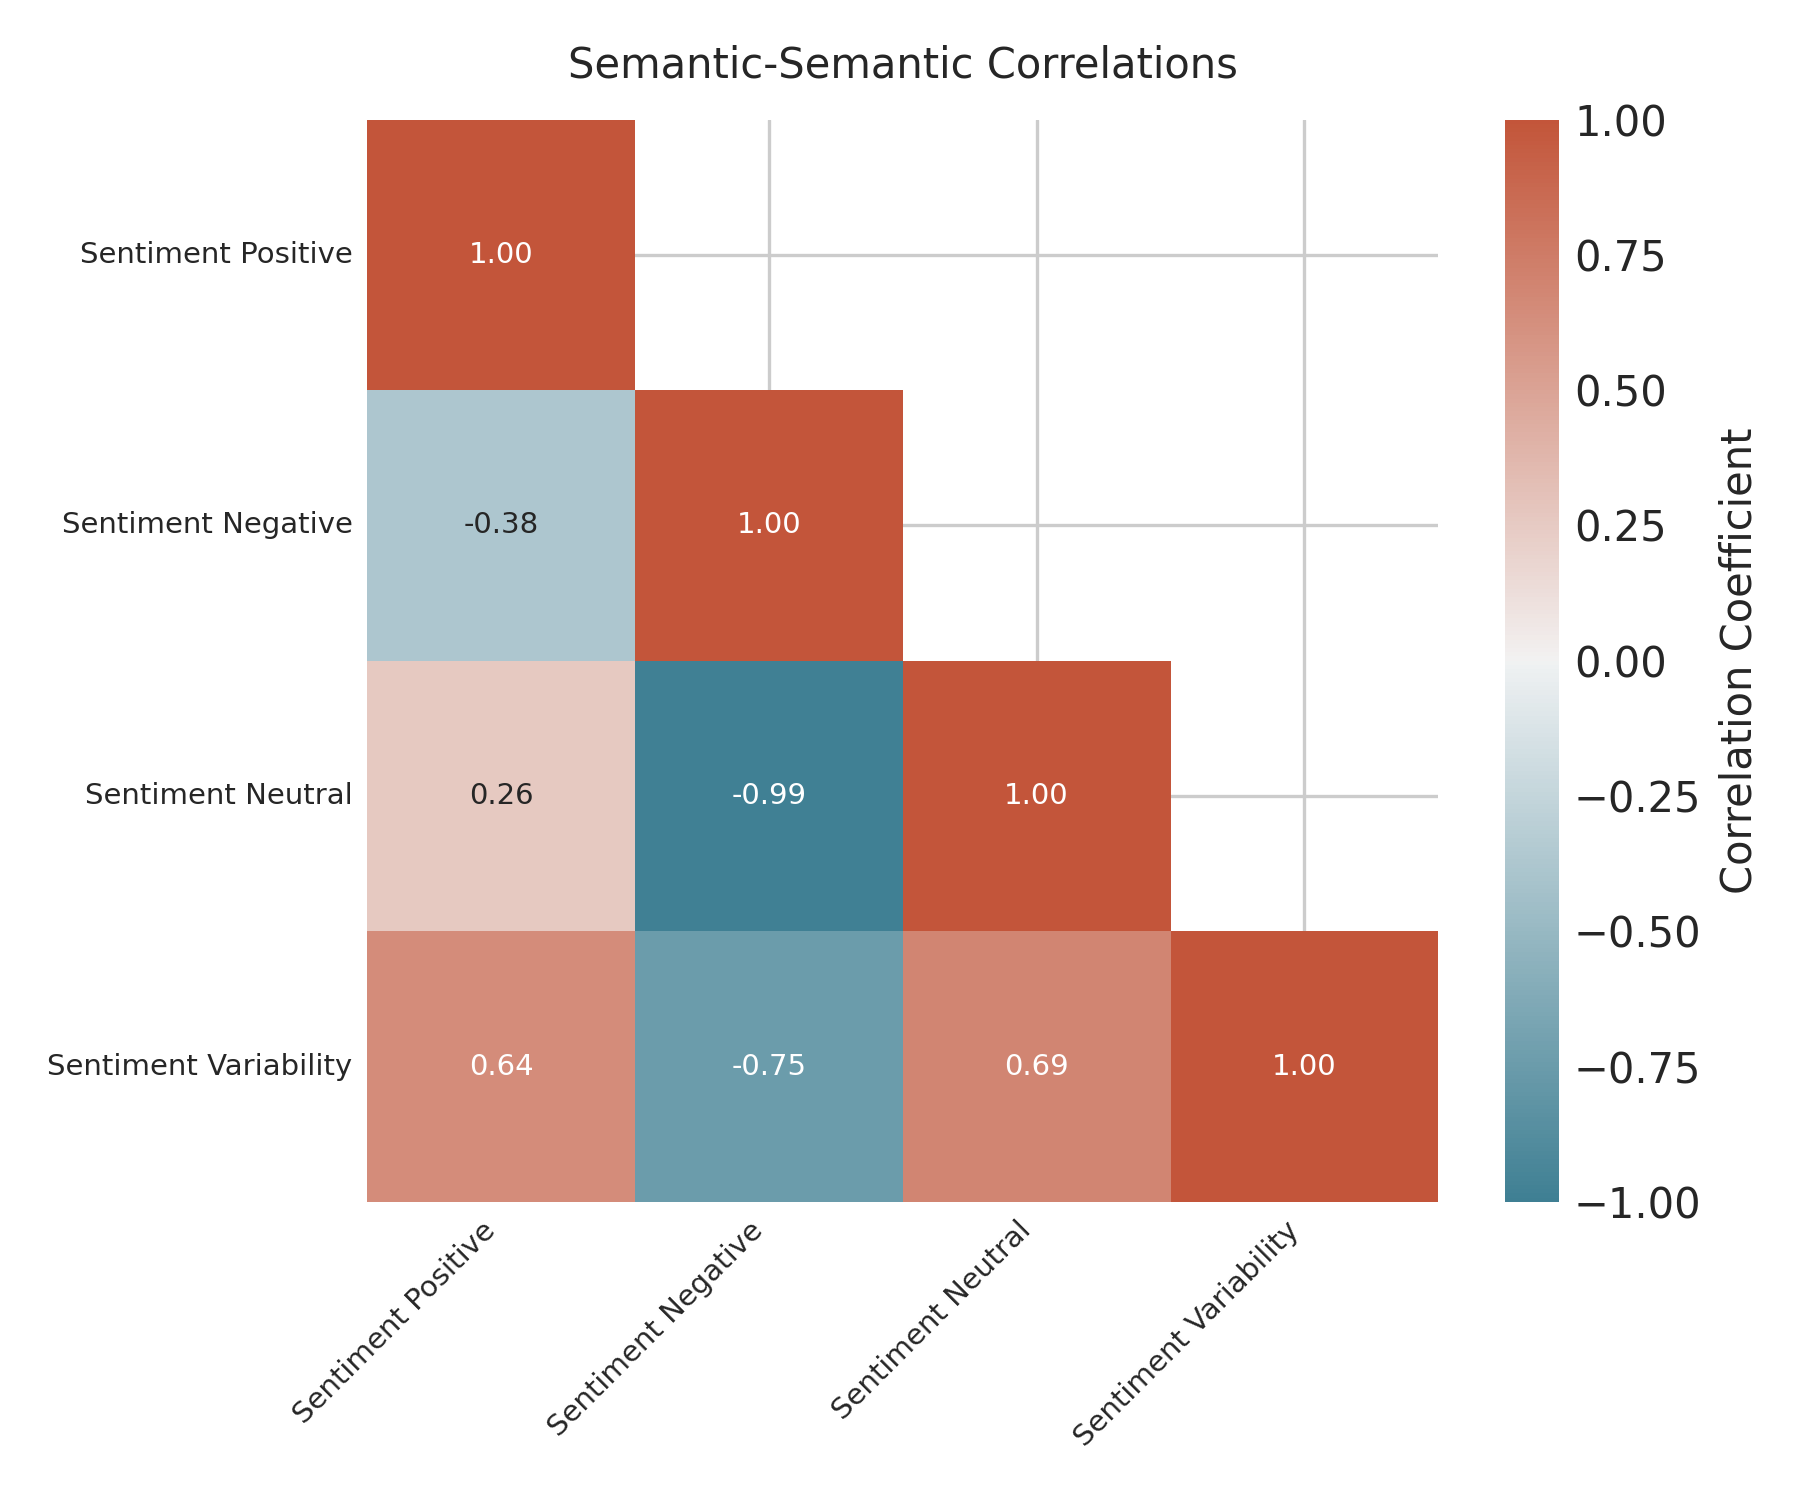 Semantic-Semantic Correlations
Sentiment Positive
1.00
Sentiment Negative
-0.38
1.00
Sentiment Neutral
0.26
-0.99
1.00
Sentiment Variability
0.64
-0.75
0.69
1.00
Sentiment Positive
Sentiment Negative
Sentiment Neutral
Sentiment Variability
1.00
0.75
0.50
0.25
0.00
−0.25
−0.50
−0.75
−1.00
Correlation Coefficient